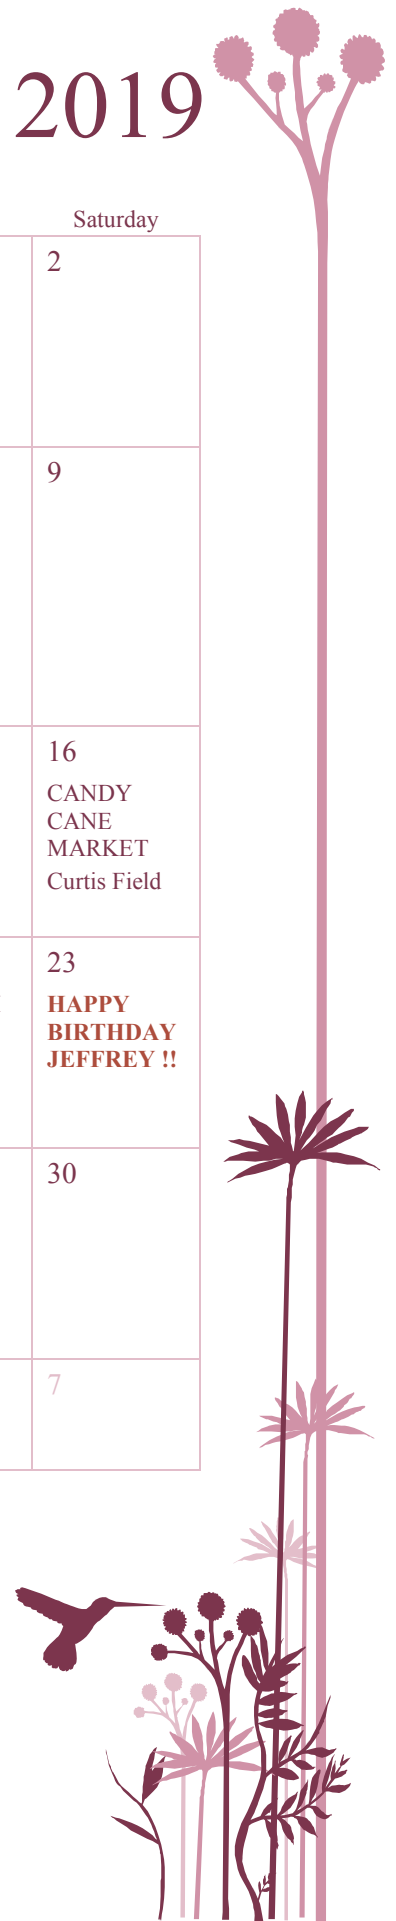 2019
Saturday
2
9
16
CANDY
CANE
MARKET
Curtis Field
23
HAPPY
BIRTHDAY
JEFFREY !!
30
7